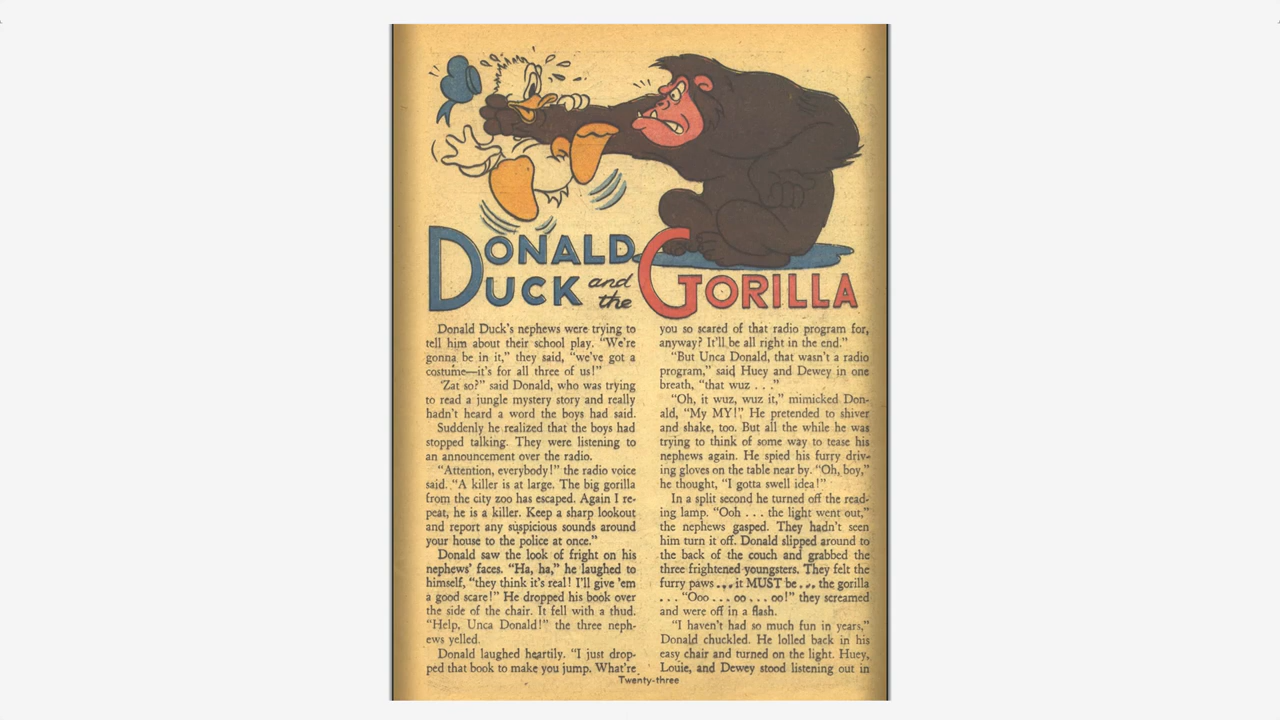 DONALD
DUCK and the GORILLA
Donald Duck's nephews were trying to
tell him about their school play. “We're
gonna be in it,” they said, “we've got a
costume—it's for all three of us!”
'Zat so?” said Donald, who was trying
to read a jungle mystery story and really
hadn't heard a word the boys had said.
Suddenly he realized that the boys had
stopped talking. They were listening to
an announcement over the radio.
“Attention, everybody!” the radio voice
said. “A killer is at large. The big gorilla
from the city zoo has escaped. Again I re-
peat, he is a killer. Keep a sharp lookout
and report any suspicious sounds around
your house to the police at once.”
Donald saw the look of fright on his
nephews' faces. “Ha, ha,” he laughed to
himself, “they think it's real! I'll give 'em
a good scare!” He dropped his book over
the side of the chair. It fell with a thud.
“Help, Unca Donald!” the three neph-
ews yelled.
Donald laughed heartily. “I just drop-
ped that book to make you jump. What're
you so scared of that radio program for,
anyway? It'll be all right in the end.”
“But Unca Donald, that wasn't a radio
program,” said Huey and Dewey in one
breath, “that wuz . . .”
“Oh, it wuz, wuz it,” mimicked Don-
ald, “My MY!” He pretended to shiver
and shake, too. But all the while he was
trying to think of some way to tease his
nephews again. He spied his furry driv-
ing gloves on the table near by. “Oh, boy,”
he thought, “I gotta swell idea!”
In a split second he turned off the read-
ing lamp. “Ooh . . . the light went out,”
the nephews gasped. They hadn't seen
him turn it off. Donald slipped around to
the back of the couch and grabbed the
three frightened youngsters. They felt the
furry paws . . . it MUST be . . . the gorilla
. . . “Ooo . . . oo . . . oo!” they screamed
and were off in a flash.
“I haven't had so much fun in years,”
Donald chuckled. He lolled back in his
easy chair and turned on the light. Huey,
Louie, and Dewey stood listening out in
Twenty-three